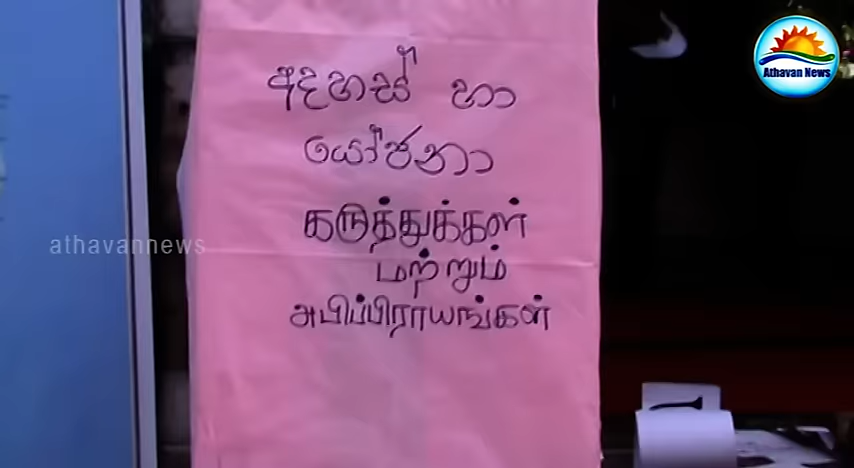 අදහස් හා
යෝජනා
கருத்துக்கள்
மற்றும்
அபிப்பிராயங்கள்
athavannews
Athavan News